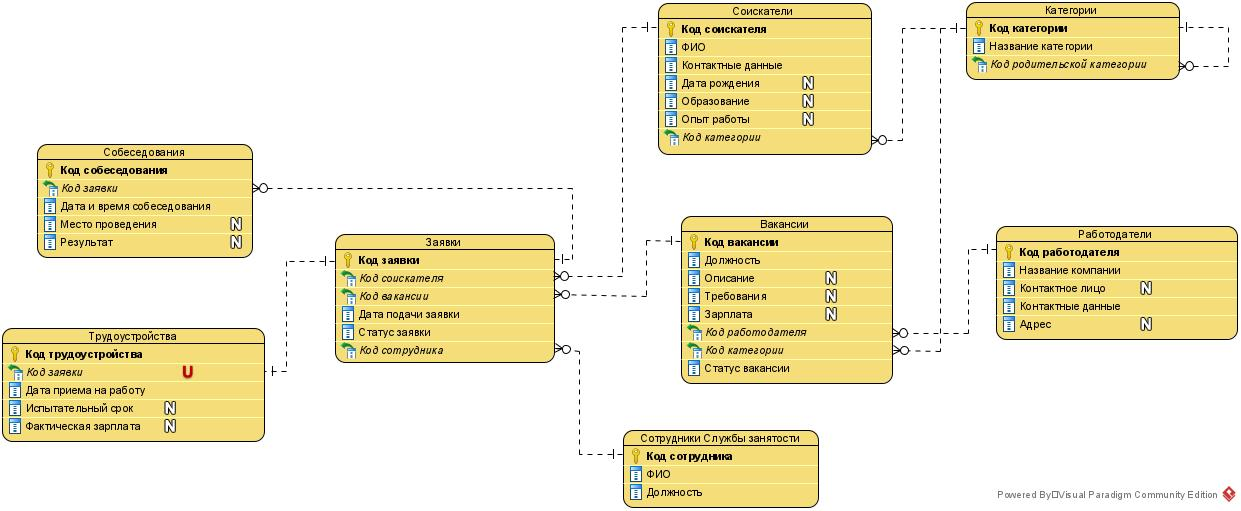 Соискатели
Код соискателя
ФИО
Контактные данные
Дата рождения N
Образование N
Опыт работы N
Код категории
Категории
Код категории
Название категории
Код родительской категории
Собеседования
Код собеседования
Код заявки
Дата и время собеседования
Место проведения N
Результат N
Заявки
Код заявки
Код соискателя
Код вакансии
Дата подачи заявки
Статус заявки
Код сотрудника
Вакансии
Код вакансии
Должность
Описание N
Требования N
Зарплата N
Код работодателя
Код категории
Статус вакансии
Работодатели
Код работодателя
Название компании
Контактное лицо N
Контактные данные
Адрес N
Трудоустройства
Код трудоустройства
Код заявки U
Дата приема на работу
Испытательный срок N
Фактическая зарплата N
Сотрудники Службы занятости
Код сотрудника
ФИО
Должность
Powered By□Visual Paradigm Community Edition